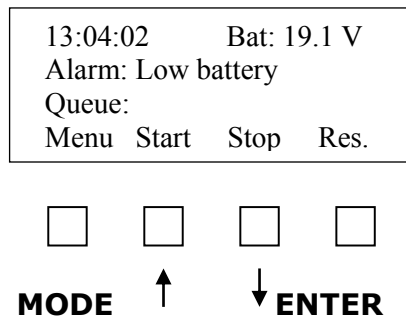 13:04:02 Bat: 19.1 V
Alarm: Low battery
Queue:
Menu Start Stop Res.
MODE ENTER